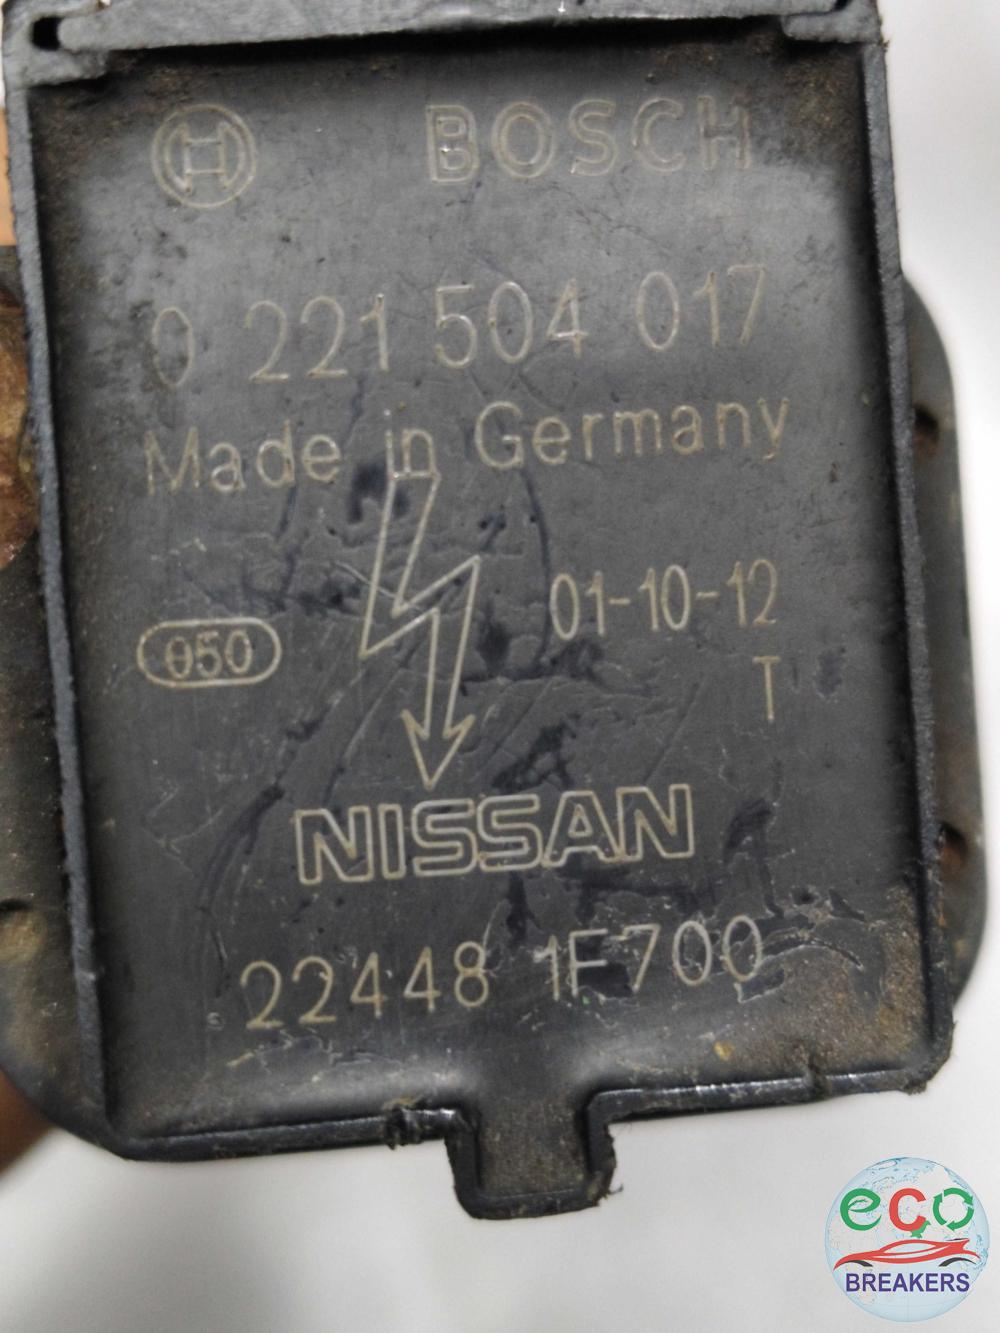 BOSCH
0 221 504 017
Made in Germany
01-10-12
050
T
NISSAN
22448 1F700
eco
BREAKERS